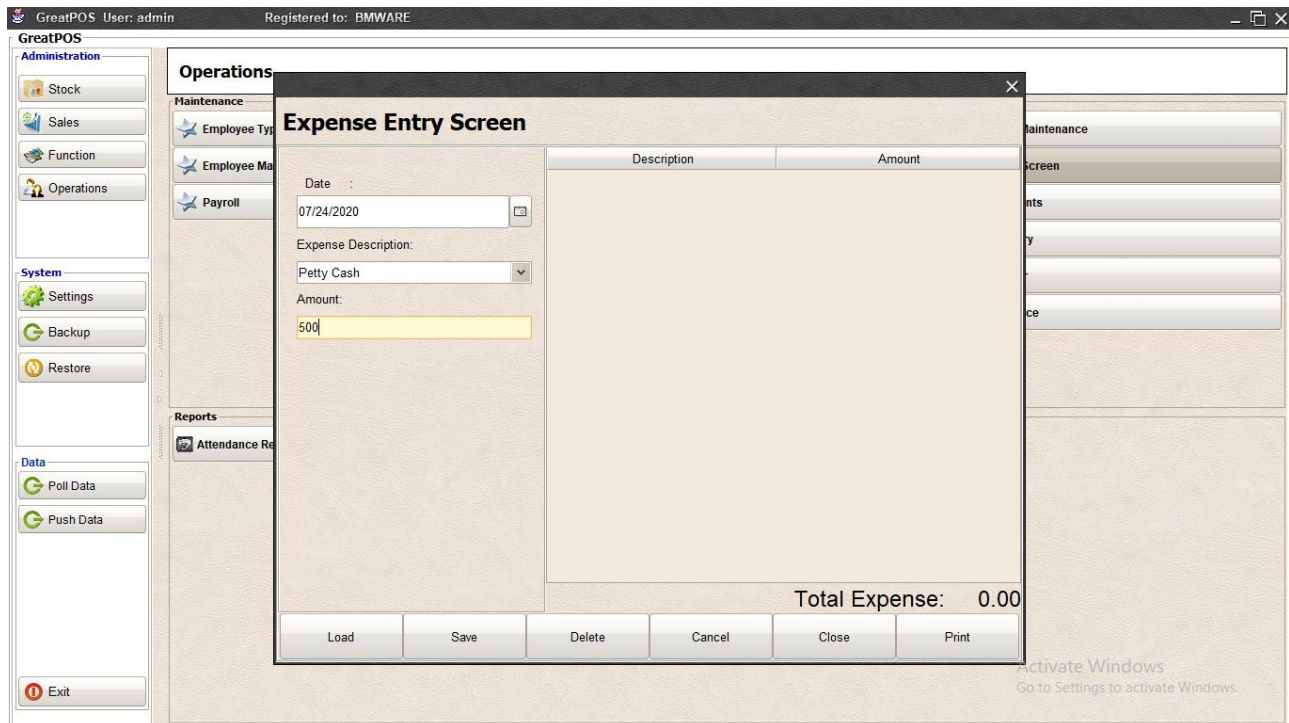 GreatPOS User: admin Registered to: BMWARE
GreatPOS
Administration
Stock
Sales
Function
Operations
System
Settings
Backup
Restore
Data
Poll Data
Push Data
Exit
Operations
Maintenance
Employee Typ
Employee Ma
Payroll
Reports
Attendance Re
Expense Entry Screen
Date :
07/24/2020
Expense Description:
Petty Cash
Amount:
500
Description Amount
Total Expense: 0.00
Load Save Delete Cancel Close Print
Maintenance
Screen
nts
ry
ce
Activate Windows
Go to Settings to activate Windows.